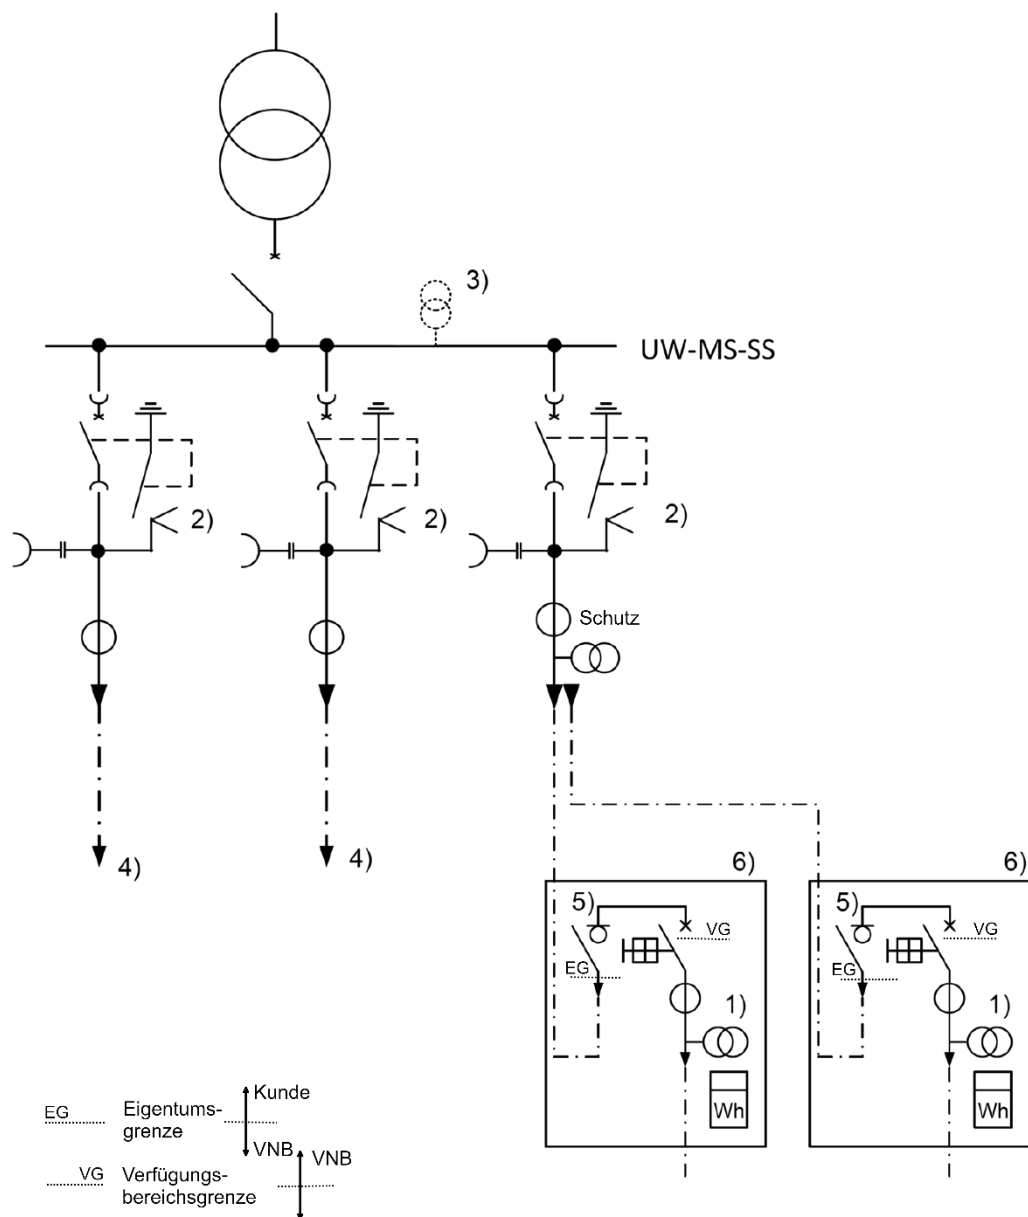 3)
UW-MS-SS
2)
2)
2)
Schutz
4)
4)
6)
6)
5)
VG
EG
1)
Wh
5)
VG
EG
1)
Wh
EG
Eigentums-
grenze
Kunde
VNB
VG
Verfügungs-
bereichsgrenze
VNB